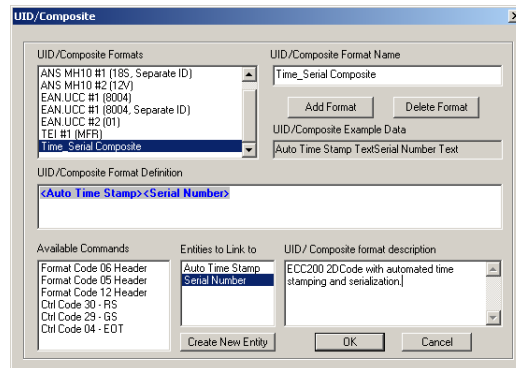 UID/Composite
UID/Composite Formats
ANS MH10 #1 (18S, Separate ID)
ANS MH10 #2 (12V)
EAN.UCC #1 (8004)
EAN.UCC #1 (8004, Separate ID)
EAN.UCC #2 (01)
TEI #1 (MFR)
Time_Serial Composite
UID/Composite Format Name
Time_Serial Composite
Add Format
Delete Format
UID/Composite Example Data
Auto Time Stamp TextSerial Number Text
UID/Composite Format Definition
<Auto Time Stamp><Serial Number>
Available Commands
Format Code 06 Header
Format Code 05 Header
Format Code 12 Header
Ctrl Code 30 - RS
Ctrl Code 29 - GS
Ctrl Code 04 - EOT
Entities to Link to
Auto Time Stamp
Serial Number
Create New Entity
UID/ Composite format description
ECC200 2DCode with automated time
stamping and serialization.
OK
Cancel